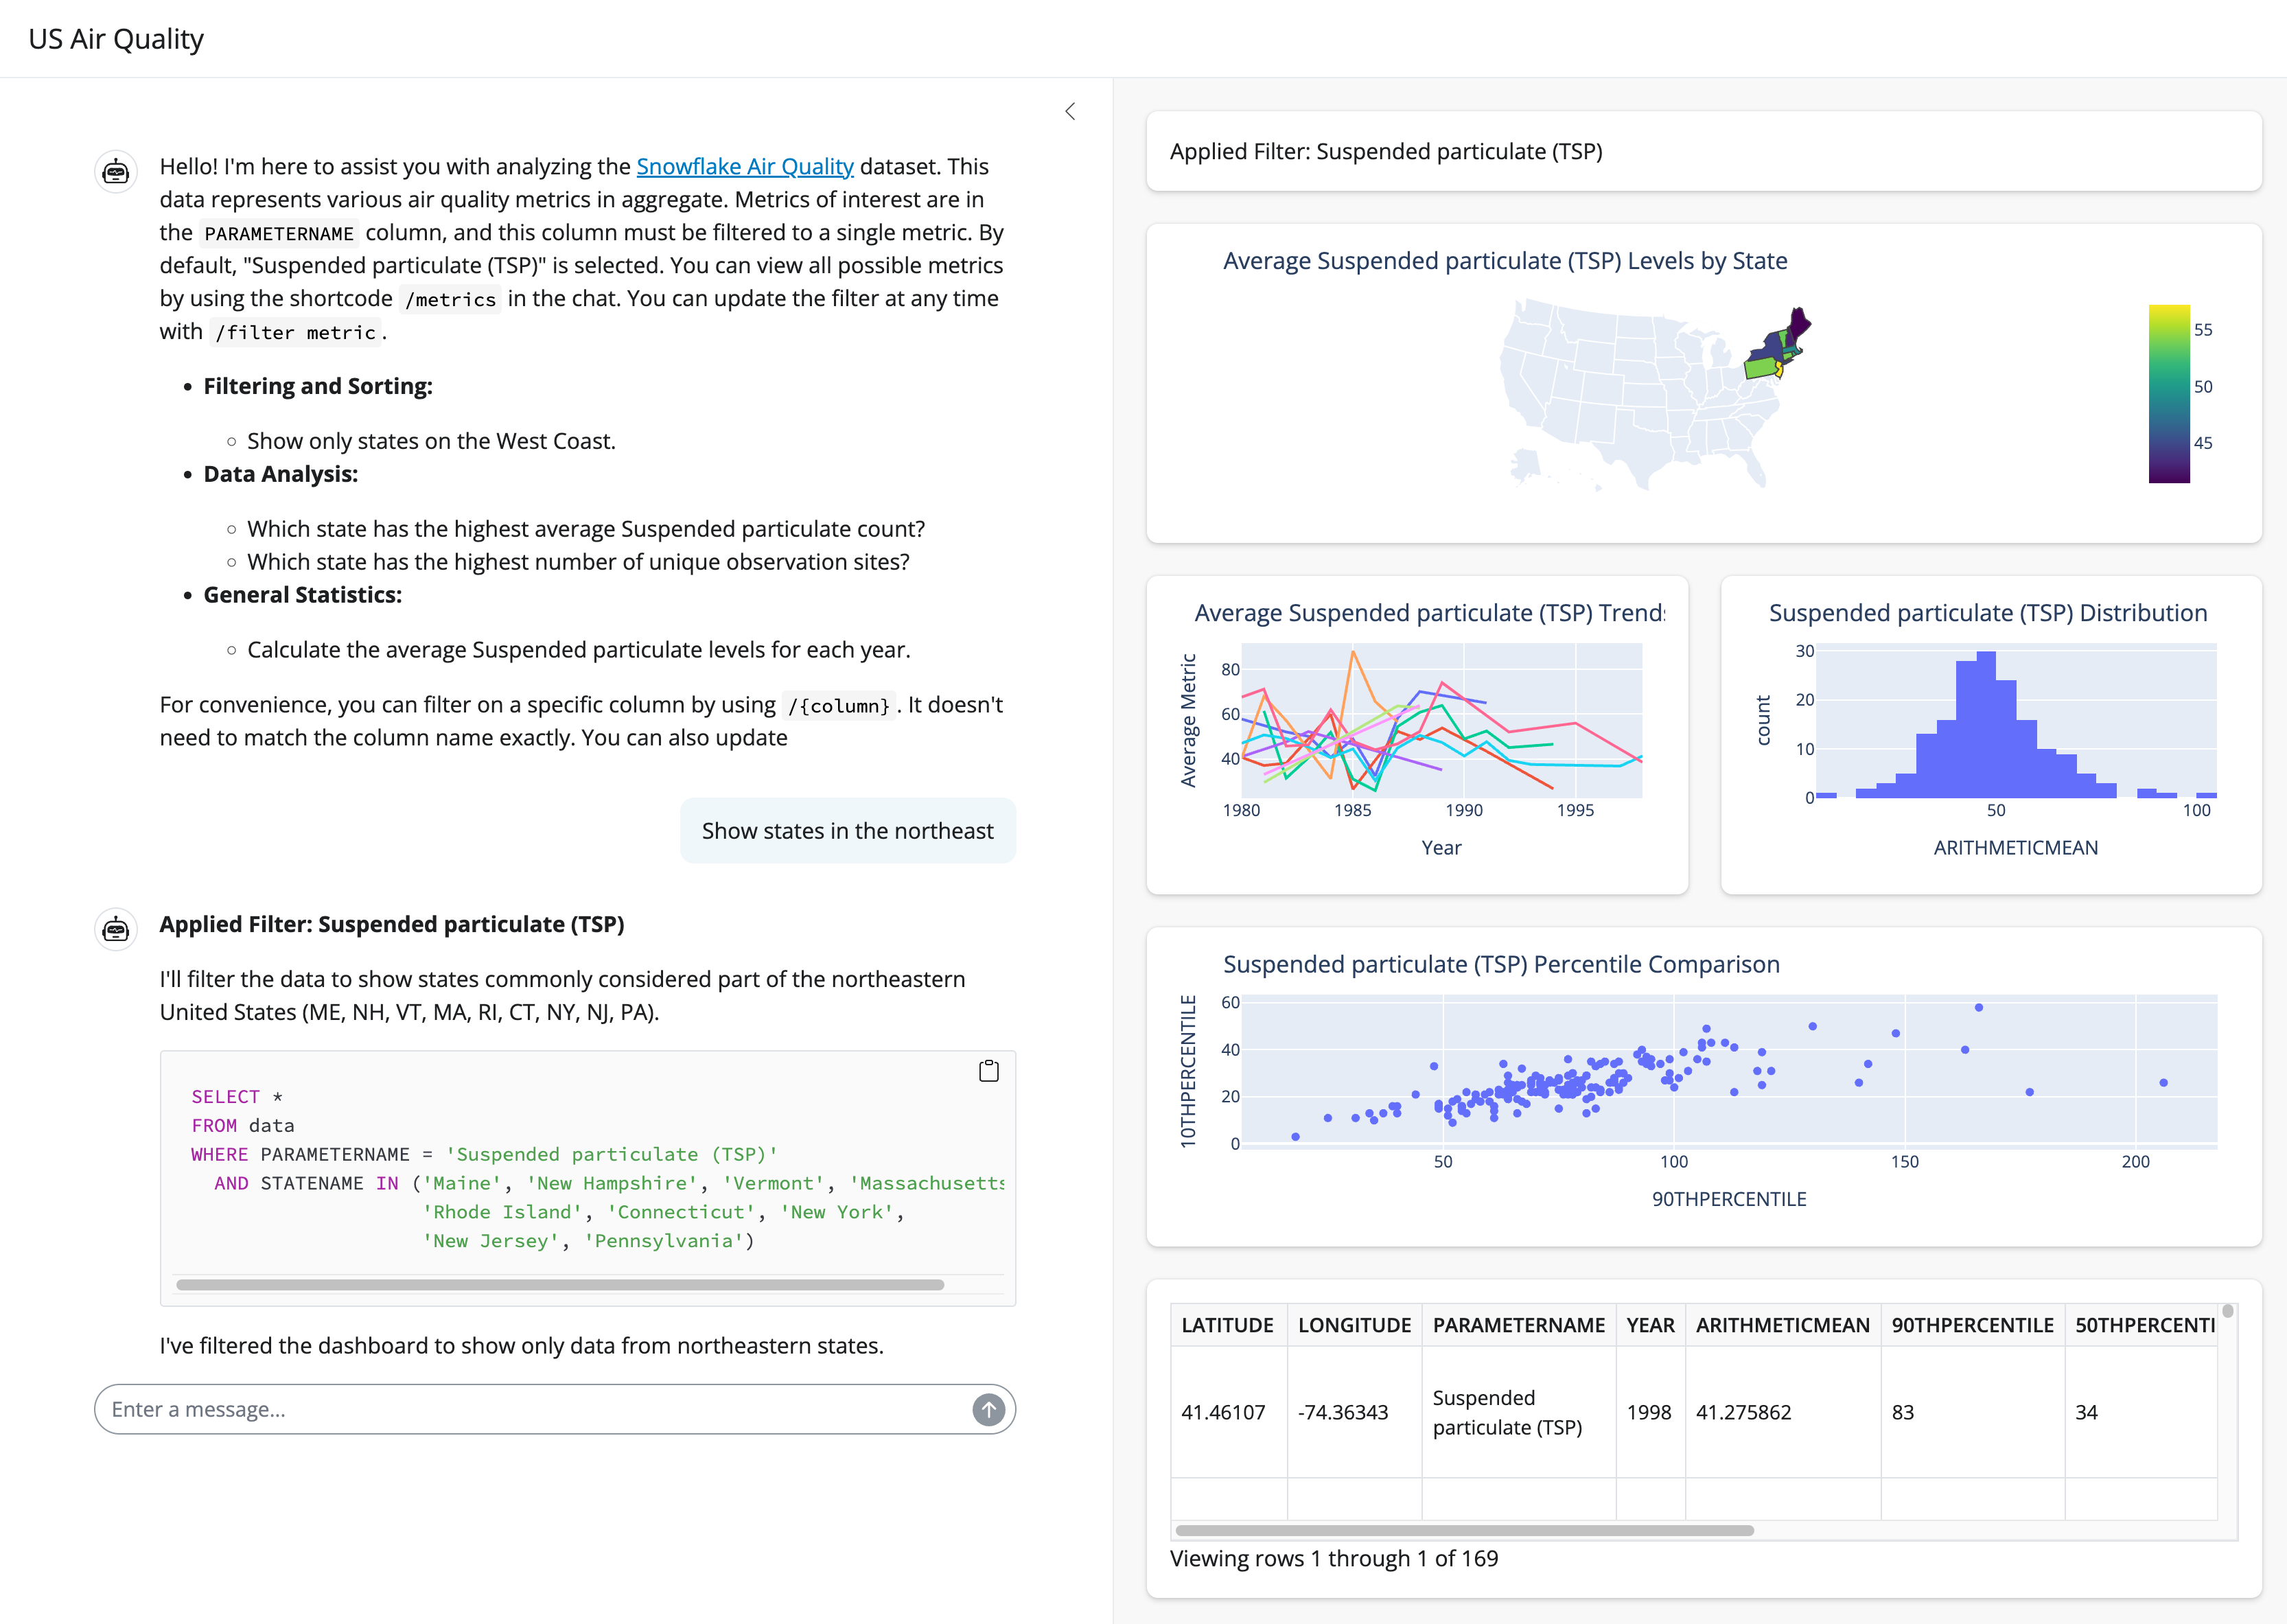 US Air Quality
Hello! I'm here to assist you with analyzing the Snowflake Air Quality dataset. This
data represents various air quality metrics in aggregate. Metrics of interest are in
the PARAMETERNAME column, and this column must be filtered to a single metric. By
default, "Suspended particulate (TSP)" is selected. You can view all possible metrics
by using the shortcode /metrics in the chat. You can update the filter at any time
with /filter metric.
• Filtering and Sorting:
◦ Show only states on the West Coast.
• Data Analysis:
◦ Which state has the highest average Suspended particulate count?
◦ Which state has the highest number of unique observation sites?
• General Statistics:
◦ Calculate the average Suspended particulate levels for each year.
For convenience, you can filter on a specific column by using /{column}. It doesn't
need to match the column name exactly. You can also update
Show states in the northeast
Applied Filter: Suspended particulate (TSP)
I'll filter the data to show states commonly considered part of the northeastern
United States (ME, NH, VT, MA, RI, CT, NY, NJ, PA).
SELECT *
FROM data
WHERE PARAMETERNAME = 'Suspended particulate (TSP)'
AND STATENAME IN ('Maine', 'New Hampshire', 'Vermont', 'Massachusetts
'Rhode Island', 'Connecticut', 'New York',
'New Jersey', 'Pennsylvania')
I've filtered the dashboard to show only data from northeastern states.
Enter a message...
Applied Filter: Suspended particulate (TSP)
Average Suspended particulate (TSP) Levels by State
55
50
45
Average Suspended particulate (TSP) Trend
Average Metric
80
60
40
1980 1985 1990 1995
Year
Suspended particulate (TSP) Distribution
count
30
20
10
0
50 100
ARITHMETICMEAN
Suspended particulate (TSP) Percentile Comparison
10THPERCENTILE
60
40
20
0
50 100 150 200
90THPERCENTILE
LATITUDE LONGITUDE PARAMETERNAME YEAR ARITHMETICMEAN 90THPERCENTILE 50THPERCENTI
41.46107 -74.36343 Suspended particulate (TSP) 1998 41.275862 83 34
Viewing rows 1 through 1 of 169